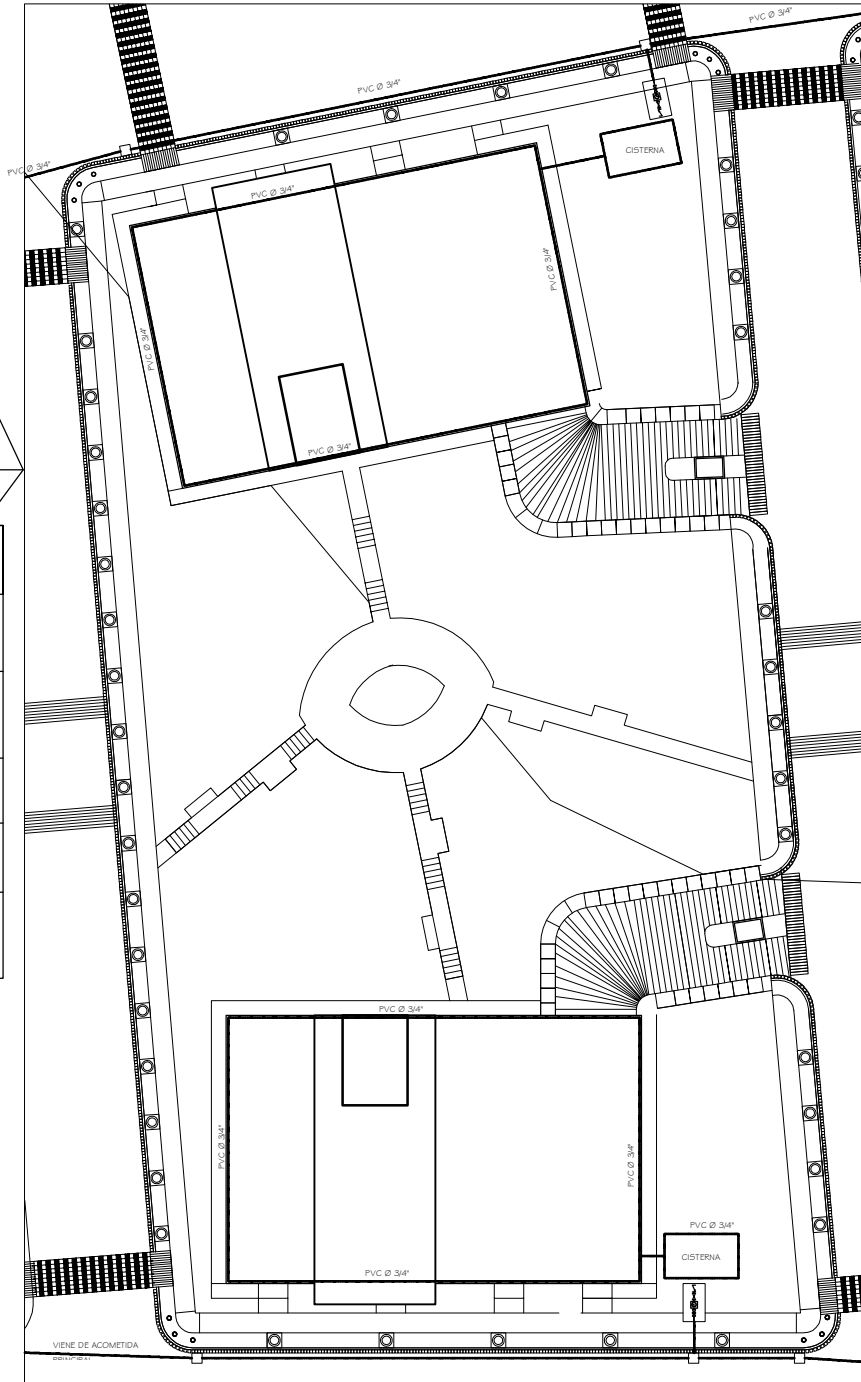 PVC Ø 3/4"
PVC Ø 3/4"
PVC Ø 3/4"
CISTERNA
PVC Ø 3/4"
PVC Ø 3/4"
PVC Ø 3/4"
PVC Ø 3/4"
PVC Ø 3/4"
PVC Ø 3/4"
PVC Ø 3/4"
PVC Ø 3/4"
PVC Ø 3/4"
CISTERNA
PVC Ø 3/4"
VIENE DE ACOMETIDA
PRINCIPAL